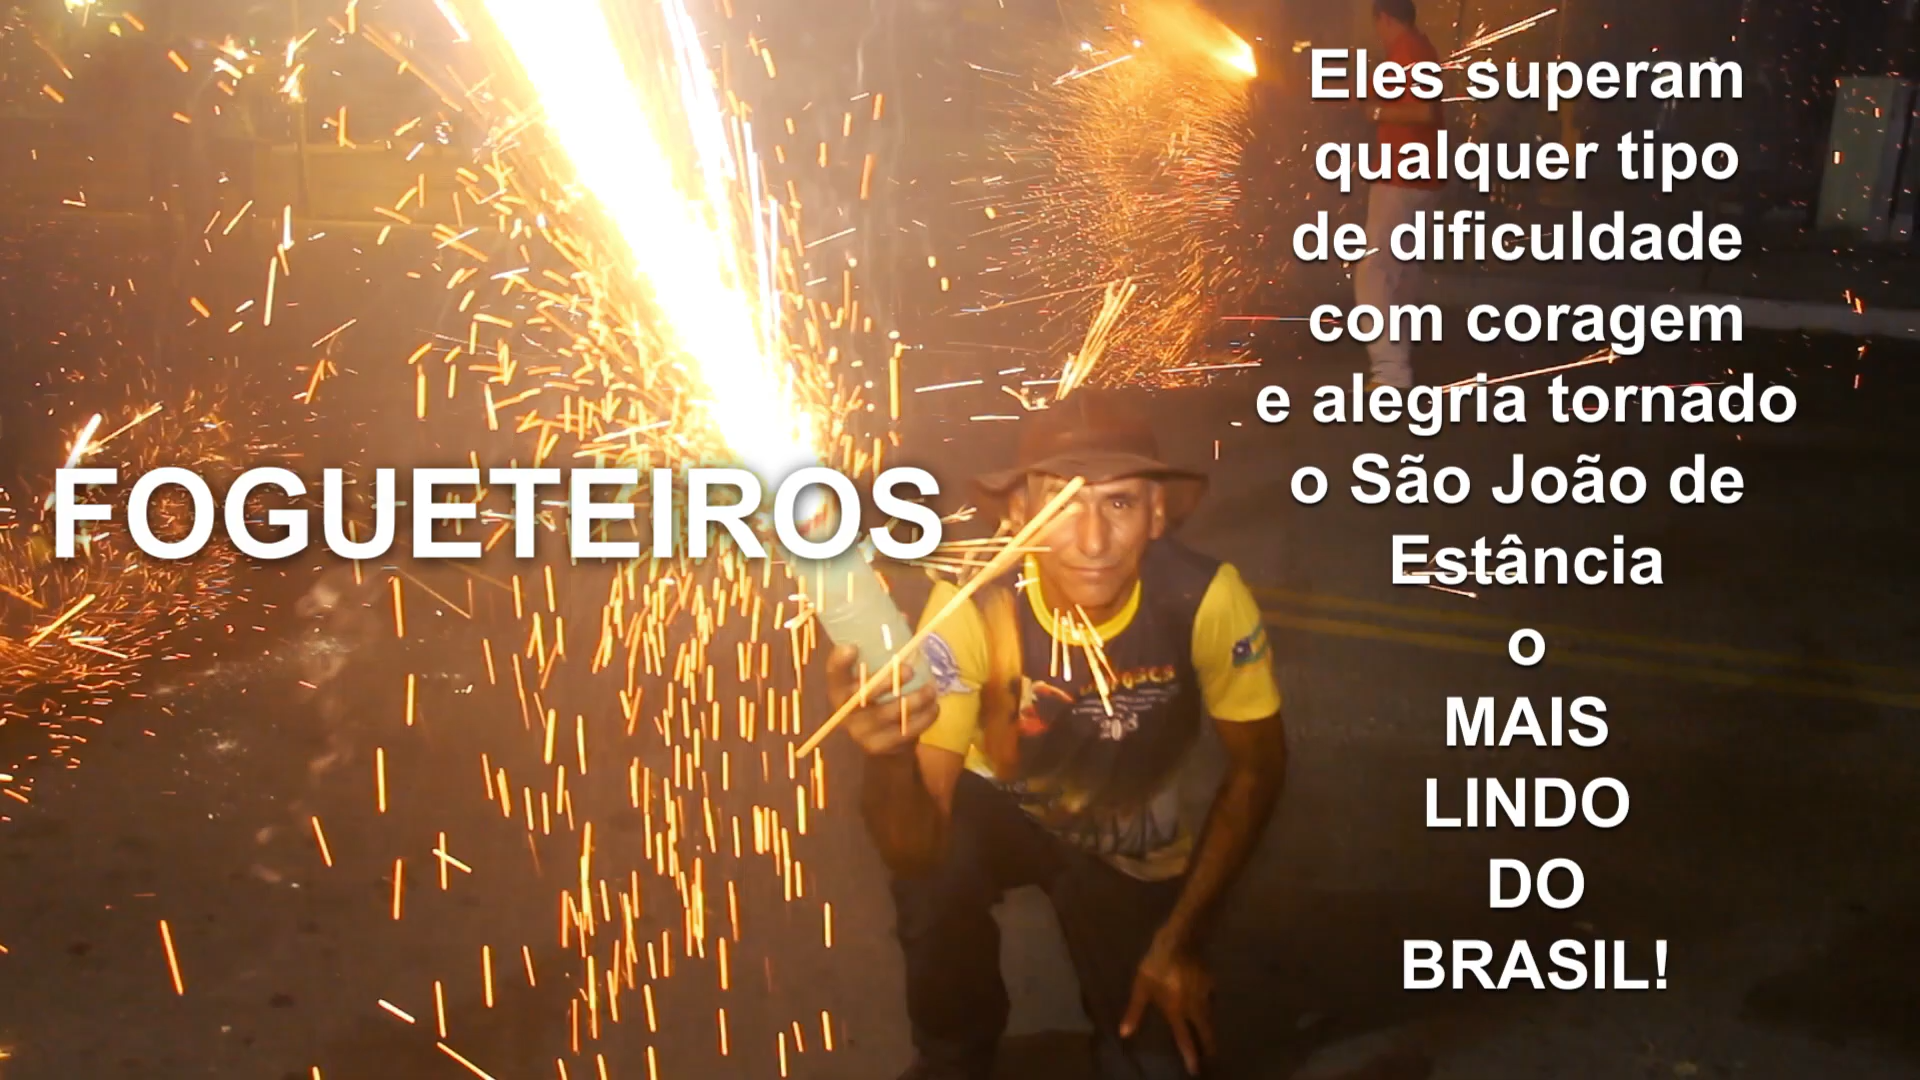 FOGUETEIROS
Eles superam
qualquer tipo
de dificuldade
com coragem
e alegria tornado
o São João de
Estância
o
MAIS
LINDO
DO
BRASIL!